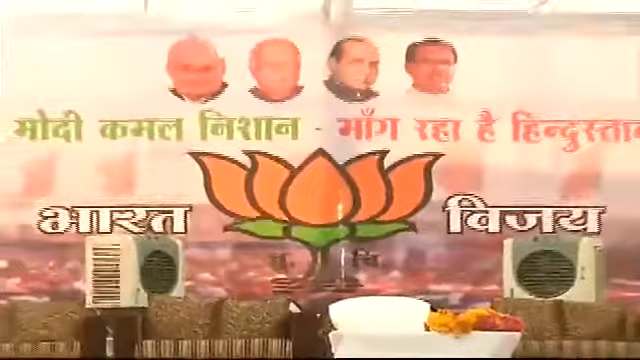 मोदी कमल निशान - माँग रहा है हिन्दुस्तान
भारत विजय